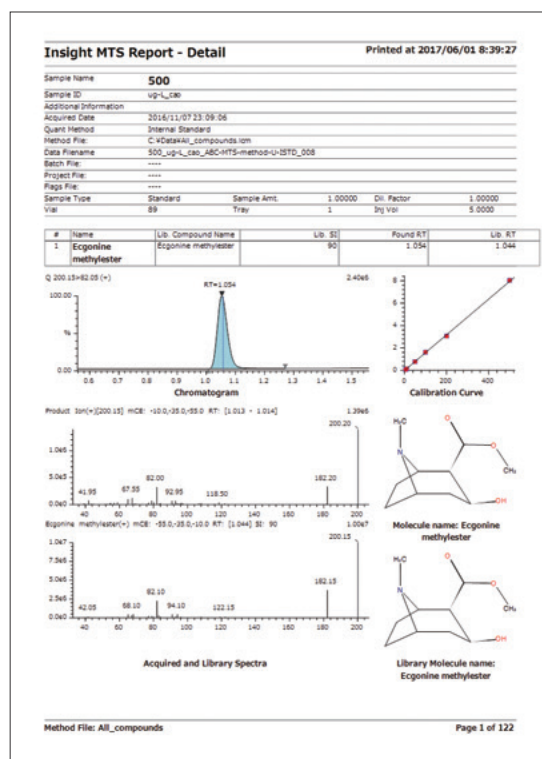 Insight MTS Report - Detail Printed at 2017/06/01 8:39:27
Sample Name 500
Sample ID ug-L_cao
Additional Information
Acquired Date 2016/11/07 23:09:06
Quant Method Internal Standard
Method File: C:¥Data¥All_compounds.lcm
Data Filename 500_ug-L_cao_ABC-MTS-method-U-ISTD_008
Batch File: ----
Project File: ----
Flags File: ----
Sample Type Standard Sample Amt. 1.00000 Dil. Factor 1.00000
Vial 89 Tray 1 Inj Vol 5.0000
# Name Lib. Compound Name Lib. SI Found RT Lib. RT
1 Ecgonine Ecgonine methylester 90 1.054 1.044
methylester
Q 200.15>82.05 (+) 2.40e6
RT=1.054
100.00
%
0.00
0.6 0.7 0.8 0.9 1.0 1.1 1.2 1.3 1.4 1.5
Chromatogram
8
6
4
2
0
0 200 400
Calibration Curve
Product Ion(+)[200.15] mCE: -10.0,-35.0,-55.0 RT: [1.013 - 1.014] 1.39e6
200.20
1.0e6
5.0e5
0.0e0
41.95 67.55 82.00 92.95 118.50 182.20
40 60 80 100 120 140 160 180 200
Ecgonine methylester(+) mCE: -55.0,-35.0,-10.0 RT: [1.044] SI: 90 1.00e7
200.15
1.0e7
7.5e6
5.0e6
2.5e6
0.0e0
42.05 68.10 82.10 94.10 122.15 182.15
40 60 80 100 120 140 160 180 200
Acquired and Library Spectra
H₃C
N
O
O
CH₃
OH
Molecule name: Ecgonine
methylester
H₃C
N
O
O
CH₃
OH
Library Molecule name:
Ecgonine methylester
Method File: All_compounds Page 1 of 122